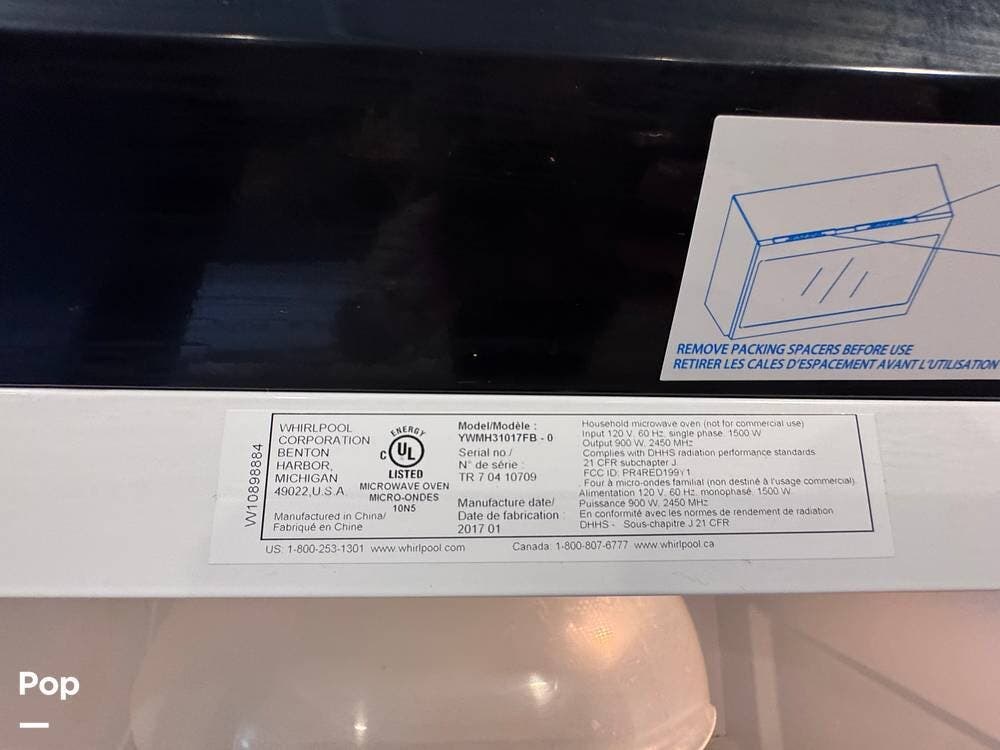 REMOVE PACKING SPACERS BEFORE USE
RETIRER LES CALES D'ESPACEMENT AVANT L'UTILISATION
W10898884
WHIRLPOOL
CORPORATION
BENTON
HARBOR,
MICHIGAN
49022,U.S.A.
Manufactured in China/
Fabriqué en Chine
ENERGY
C UL
LISTED
MICROWAVE OVEN
MICRO-ONDES
10N5
Model/Modèle :
YWMH31017FB - 0
Serial no /
N° de série :
TR 7 04 10709
Manufacture date/
Date de fabrication :
2017 01
Household microwave oven (not for commercial use)
Input 120 V. 60 Hz. single phase. 1500 W
Output 900 W. 2450 MHz
Complies with DHHS radiation performance standards
21 CFR subchapter J.
FCC ID: PR4RED199Y1
Four à micro-ondes familial (non destiné à l'usage commercial).
Alimentation 120 V. 60 Hz. monophasé. 1500 W
Puissance 900 W. 2450 MHz
En conformité avec les normes de rendement de radiation
DHHS - Sous-chapitre J 21 CFR
US: 1-800-253-1301 www.whirlpool.com
Canada: 1-800-807-6777 www.whirlpool.ca
Pop